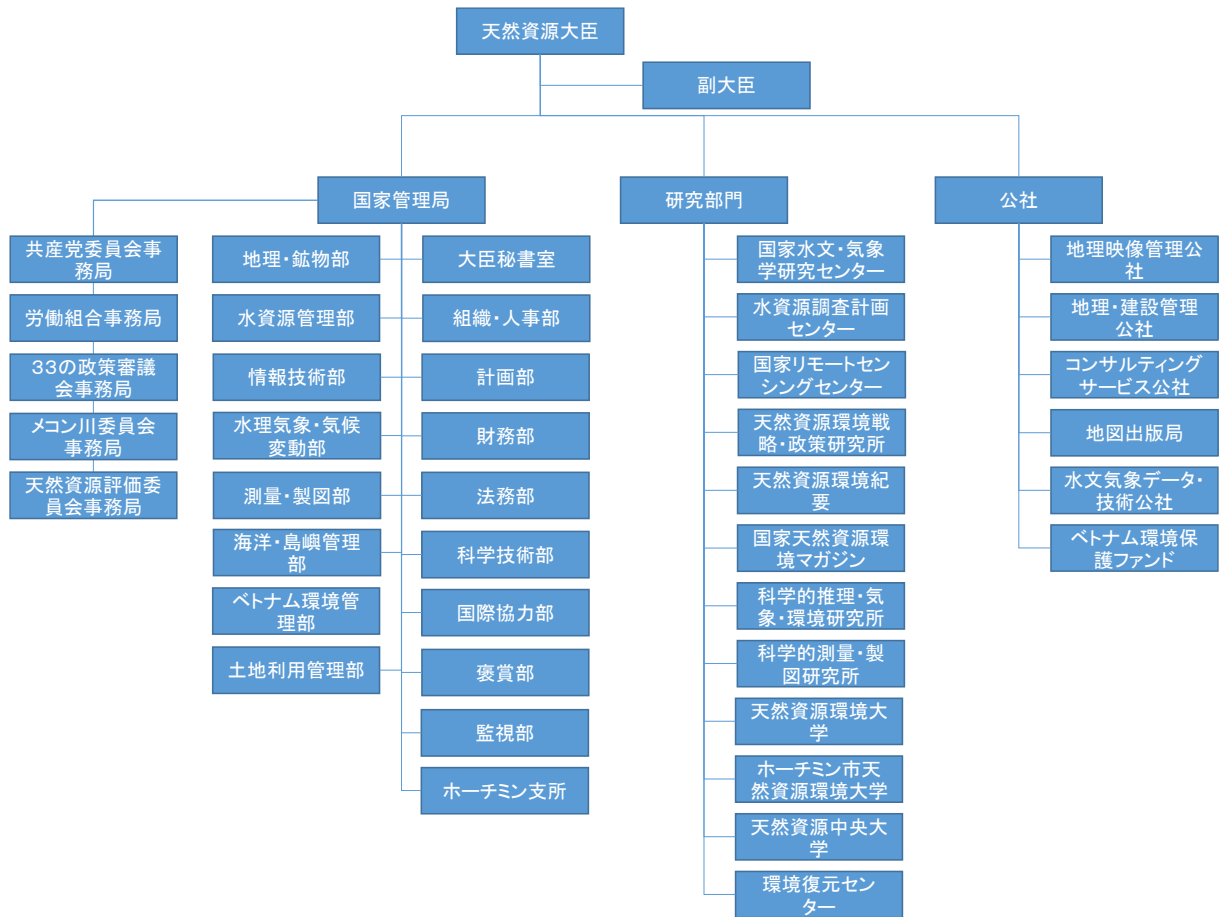 天然資源大臣
副大臣
国家管理局
研究部門
公社
共産党委員会事
務局
労働組合事務局
33の政策審議
会事務局
メコン川委員会
事務局
天然資源評価委
員会事務局
地理・鉱物部
水資源管理部
情報技術部
水理気象・気候
変動部
測量・製図部
海洋・島嶼管理
部
ベトナム環境管
理部
土地利用管理部
大臣秘書室
組織・人事部
計画部
財務部
法務部
科学技術部
国際協力部
褒賞部
監視部
ホーチミン支所
国家水文・気象
学研究センター
水資源調査計画
センター
国家リモートセン
シングセンター
天然資源環境戦
略・政策研究所
天然資源環境紀
要
国家天然資源環
境マガジン
科学的推理・気
象・環境研究所
科学的測量・製
図研究所
天然資源環境大
学
ホーチミン市天
然資源環境大学
天然資源中央大
学
環境復元セン
ター
地理映像管理公
社
地理・建設管理
公社
コンサルティング
サービス公社
地図出版局
水文気象データ・
技術公社
ベトナム環境保
護ファンド